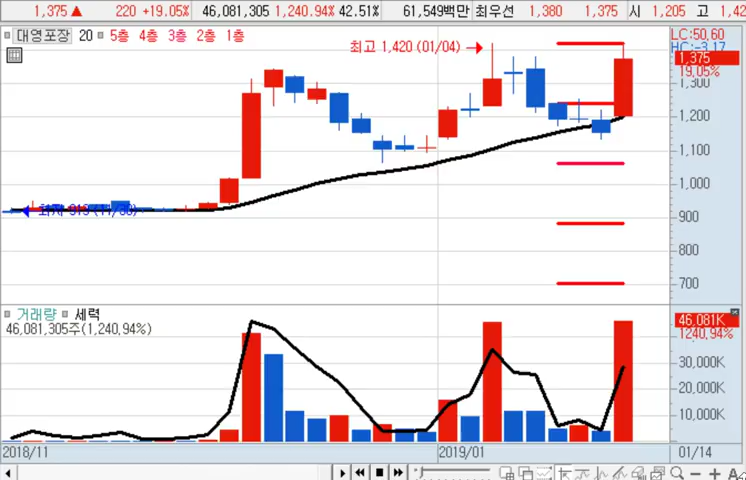 1,375 ▲ 220 +19.05% 46,081,305 1,240.94% 42.51% 61,549백만 최우선 1,380 1,375 시 1,205 고 1,42
대영포장 20 5층 4층 3층 2층 1층
최고 1,420 (01/04)
LC:50,60
HC:-3,17
1,375
19,05%
1,300
1,200
1,100
1,000
900
800
700
거래량 세력
46,081,305주(1,240,94%)
46,081K
1240,94%
30,000K
20,000K
10,000K
2018/11 2019/01 01/14